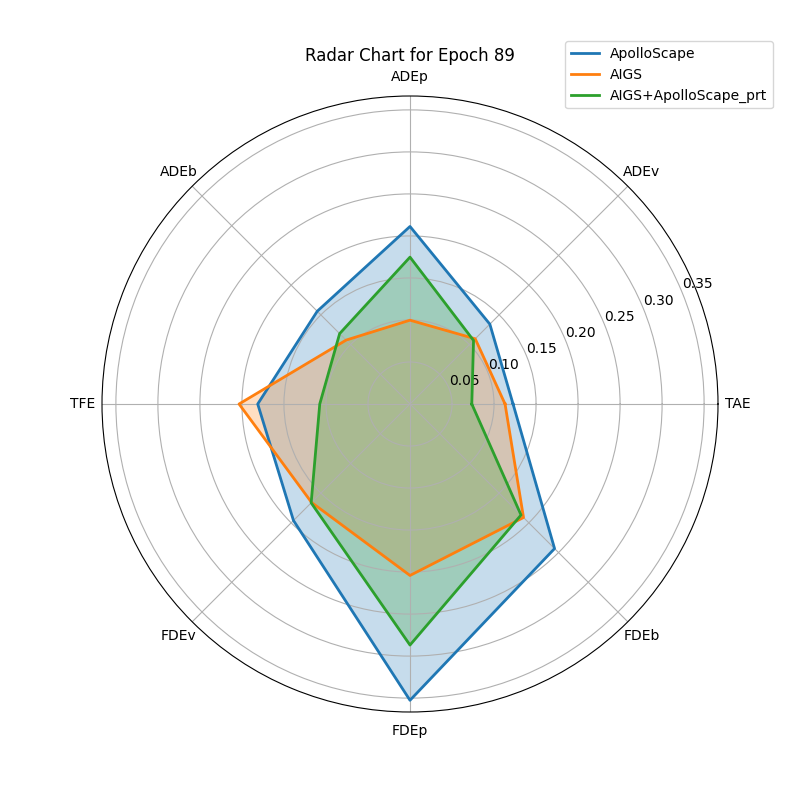 Radar Chart for Epoch 89
ApolloScape
AIGS
AIGS+ApolloScape_prt
ADEp
ADEb
ADEv
0.35
0.30
0.25
0.20
0.15
0.10
0.05
TFE
TAE
FDEv
FDEb
FDEp